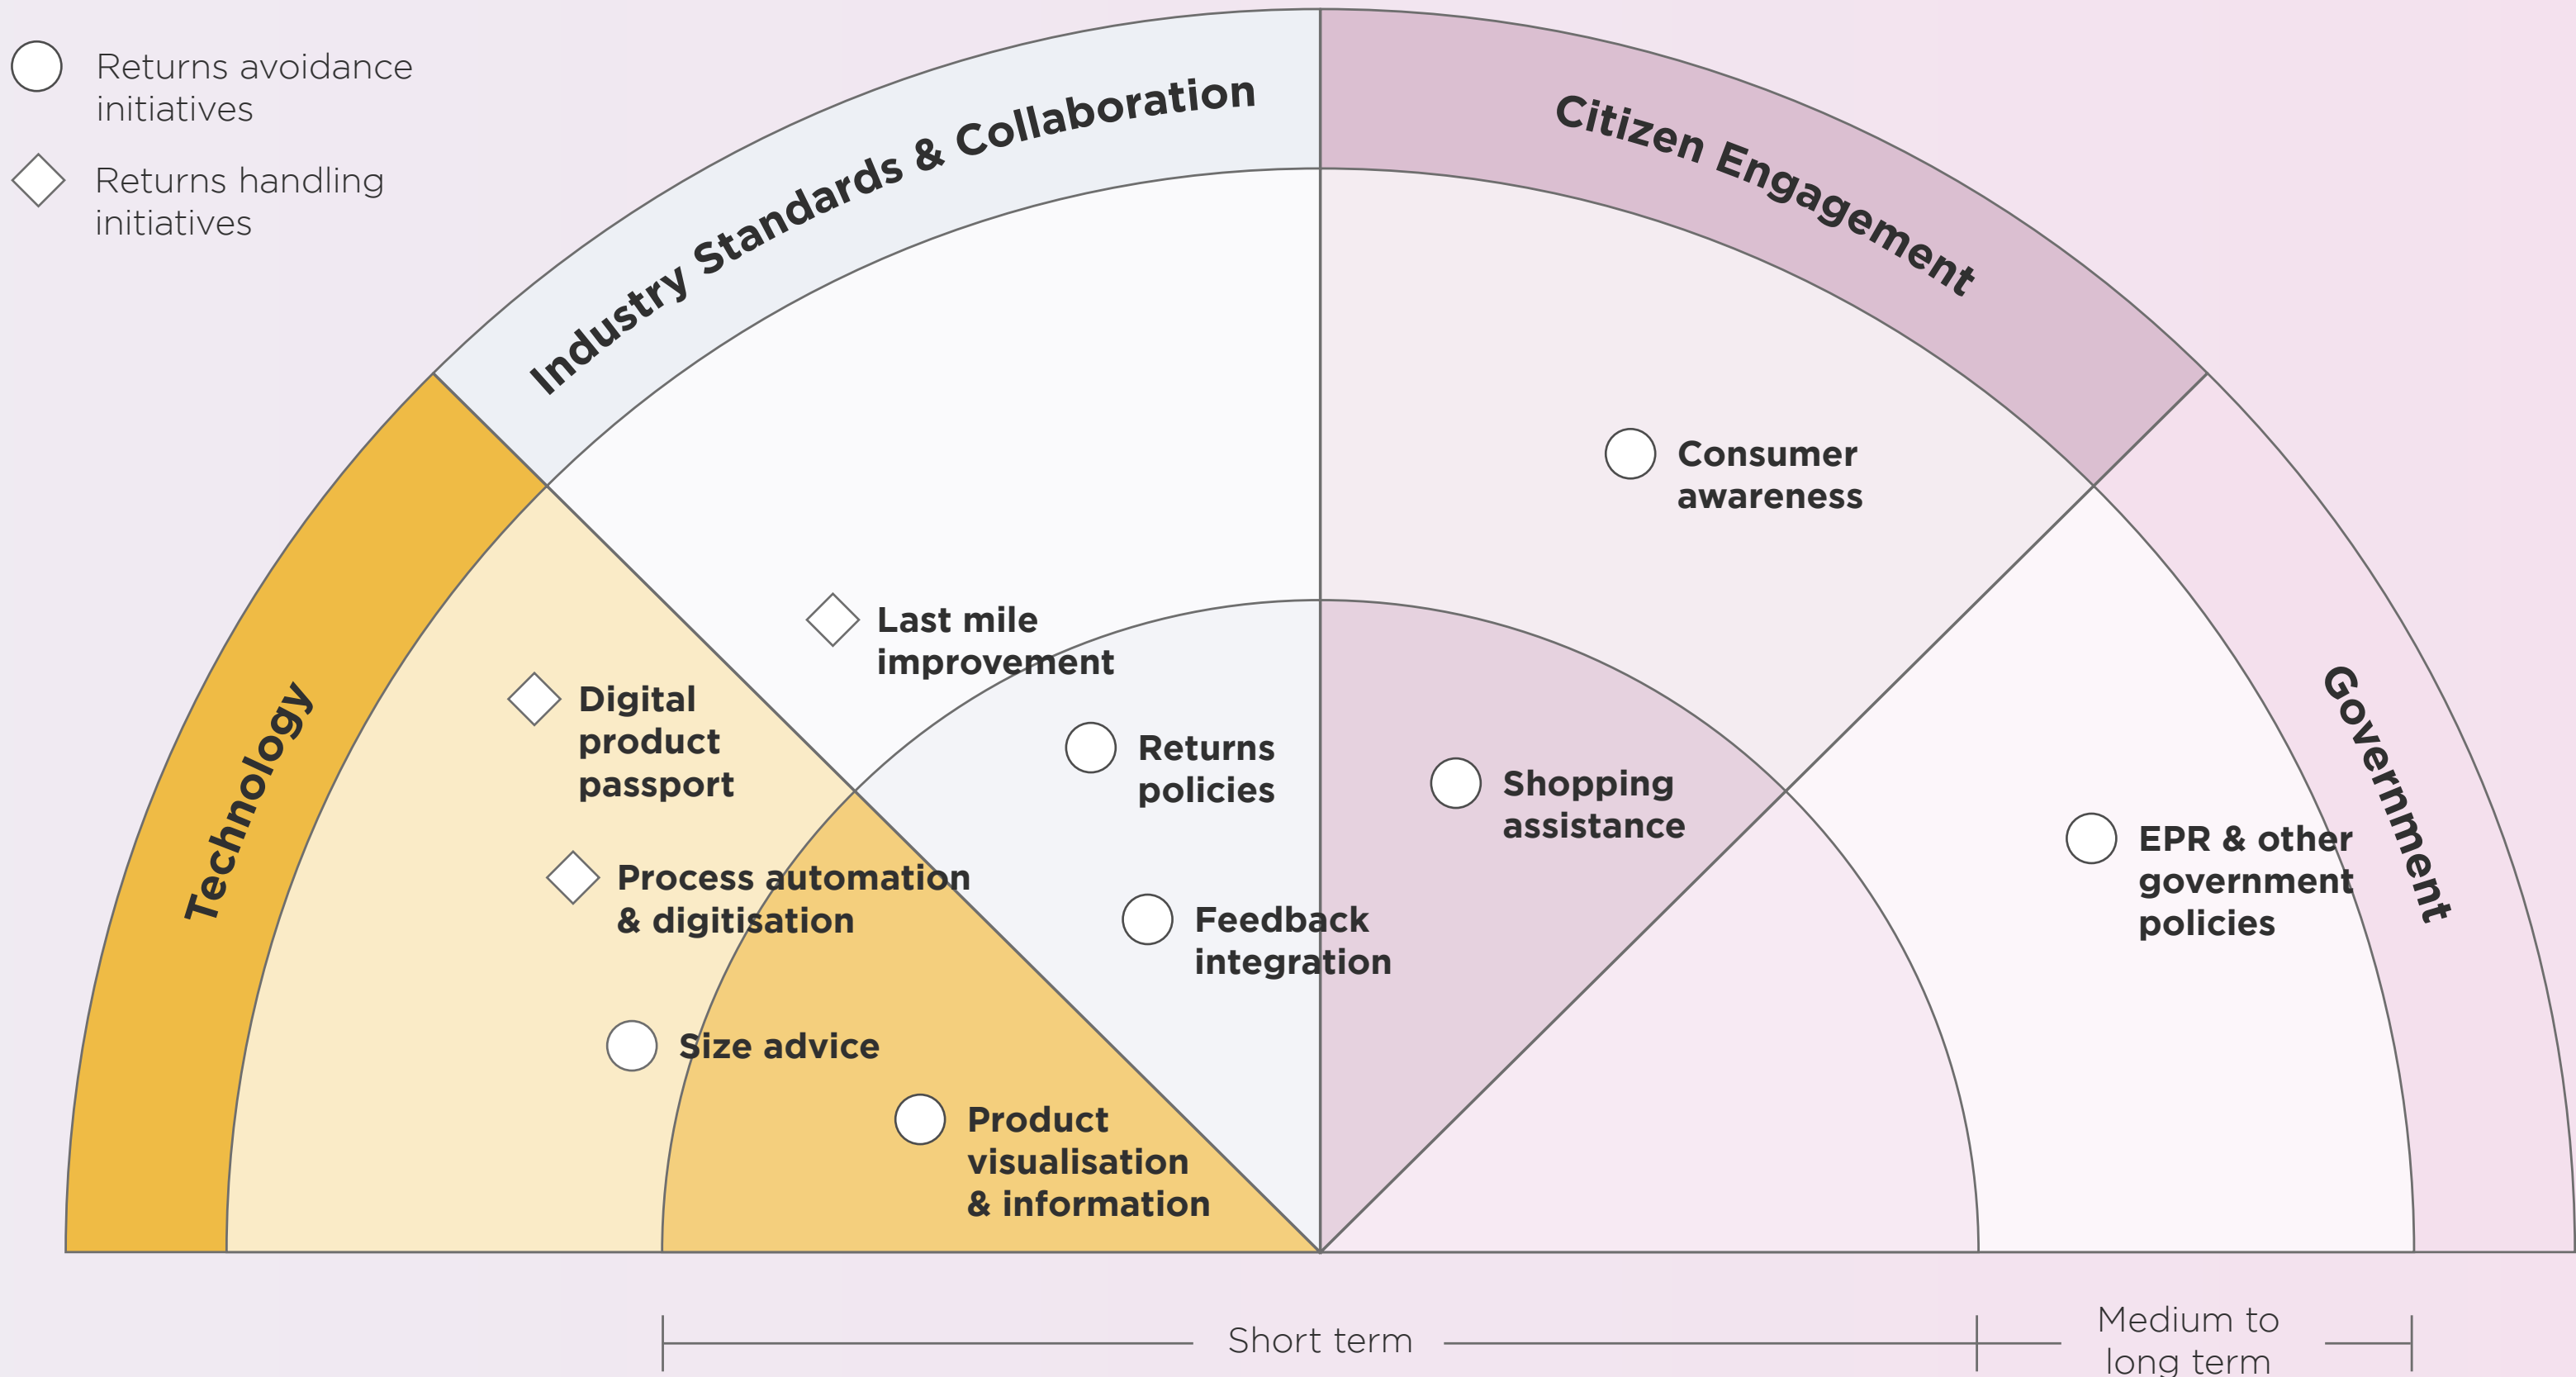 Returns avoidance
initiatives
Returns handling
initiatives
Industry Standards & Collaboration
Citizen Engagement
Technology
Government
Consumer
awareness
Last mile
improvement
Digital
product
passport
Returns
policies
Shopping
assistance
EPR & other
government
policies
Process automation
& digitisation
Feedback
integration
Size advice
Product
visualisation
& information
Short term
Medium to
long term